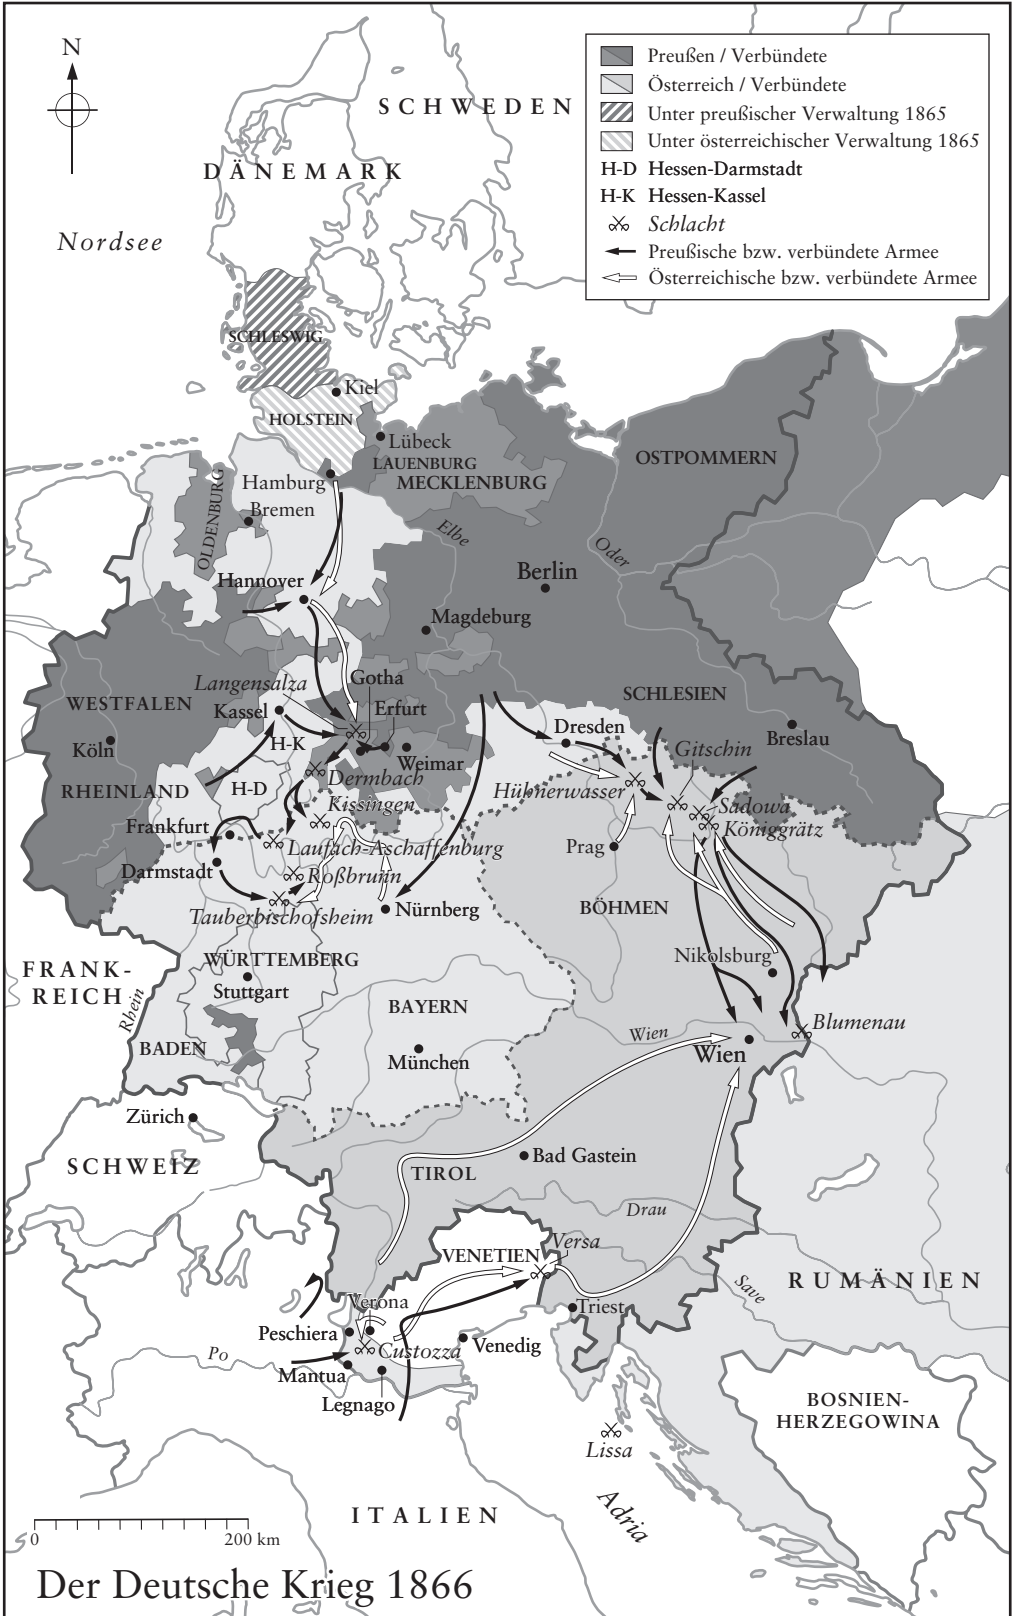 N
SCHWEDEN
DÄNEMARK
Nordsee
Preußen / Verbündete
Österreich / Verbündete
Unter preußischer Verwaltung 1865
Unter österreichischer Verwaltung 1865
H-D Hessen-Darmstadt
H-K Hessen-Kassel
Schlacht
Preußische bzw. verbündete Armee
Österreichische bzw. verbündete Armee
SCHLESWIG
Kiel
HOLSTEIN
Lübeck
LAUENBURG
MECKLENBURG
OSTPOMMERN
Hamburg
Bremen
OLDENBURG
Elbe
Oder
Hannover
Berlin
Magdeburg
Gotha
Langensalza
WESTFALEN
Kassel
Erfurt
SCHLESIEN
Dresden
Breslau
Köln
H-K
Weimar
Gitschin
RHEINLAND
H-D
Dermbach
Hühnerwasser
Kissingen
Sadowa
Königgrätz
Frankfurt
Laufach-Aschaffenburg
Prag
Darmstadt
Roßbrunn
Tauberbischofsheim
Nürnberg
BÖHMEN
FRANK-
REICH
WÜRTTEMBERG
Nikolsburg
Stuttgart
Rhein
BAYERN
Blumenau
Wien
BADEN
München
Wien
Zürich
SCHWEIZ
Bad Gastein
TIROL
Drau
Versa
VENETIEN
RUMÄNIEN
Save
Verona
Triest
Peschiera
Po
Custozza
Venedig
Mantua
Legnago
BOSNIEN-
HERZEGOWINA
Lissa
Adria
ITALIEN
0 200 km
Der Deutsche Krieg 1866